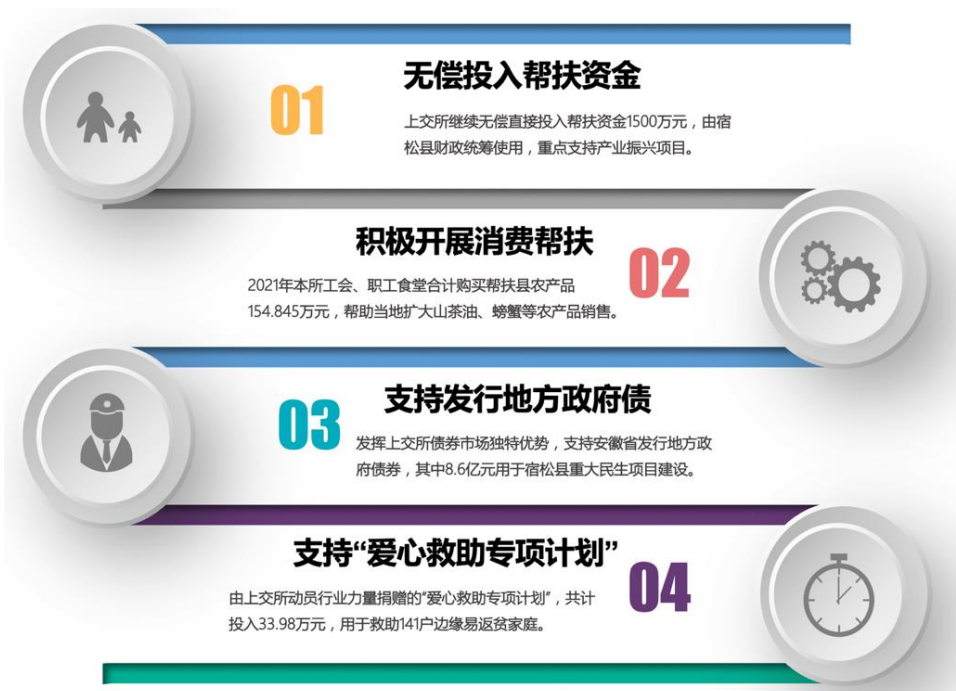 01
无偿投入帮扶资金
上交所继续无偿直接投入帮扶资金1500万元，由宿
松县财政统筹使用，重点支持产业振兴项目。
积极开展消费帮扶
02
2021年本所工会、职工食堂合计购买帮扶县农产品
154.845万元，帮助当地扩大山茶油、螃蟹等农产品销售。
03
支持发行地方政府债
发挥上交所债券市场独特优势，支持安徽省发行地方政
府债券，其中8.6亿元用于宿松县重大民生项目建设。
支持“爱心救助专项计划”
04
由上交所动员行业力量捐赠的“爱心救助专项计划”，共计
投入33.98万元，用于救助141户边缘易返贫家庭。